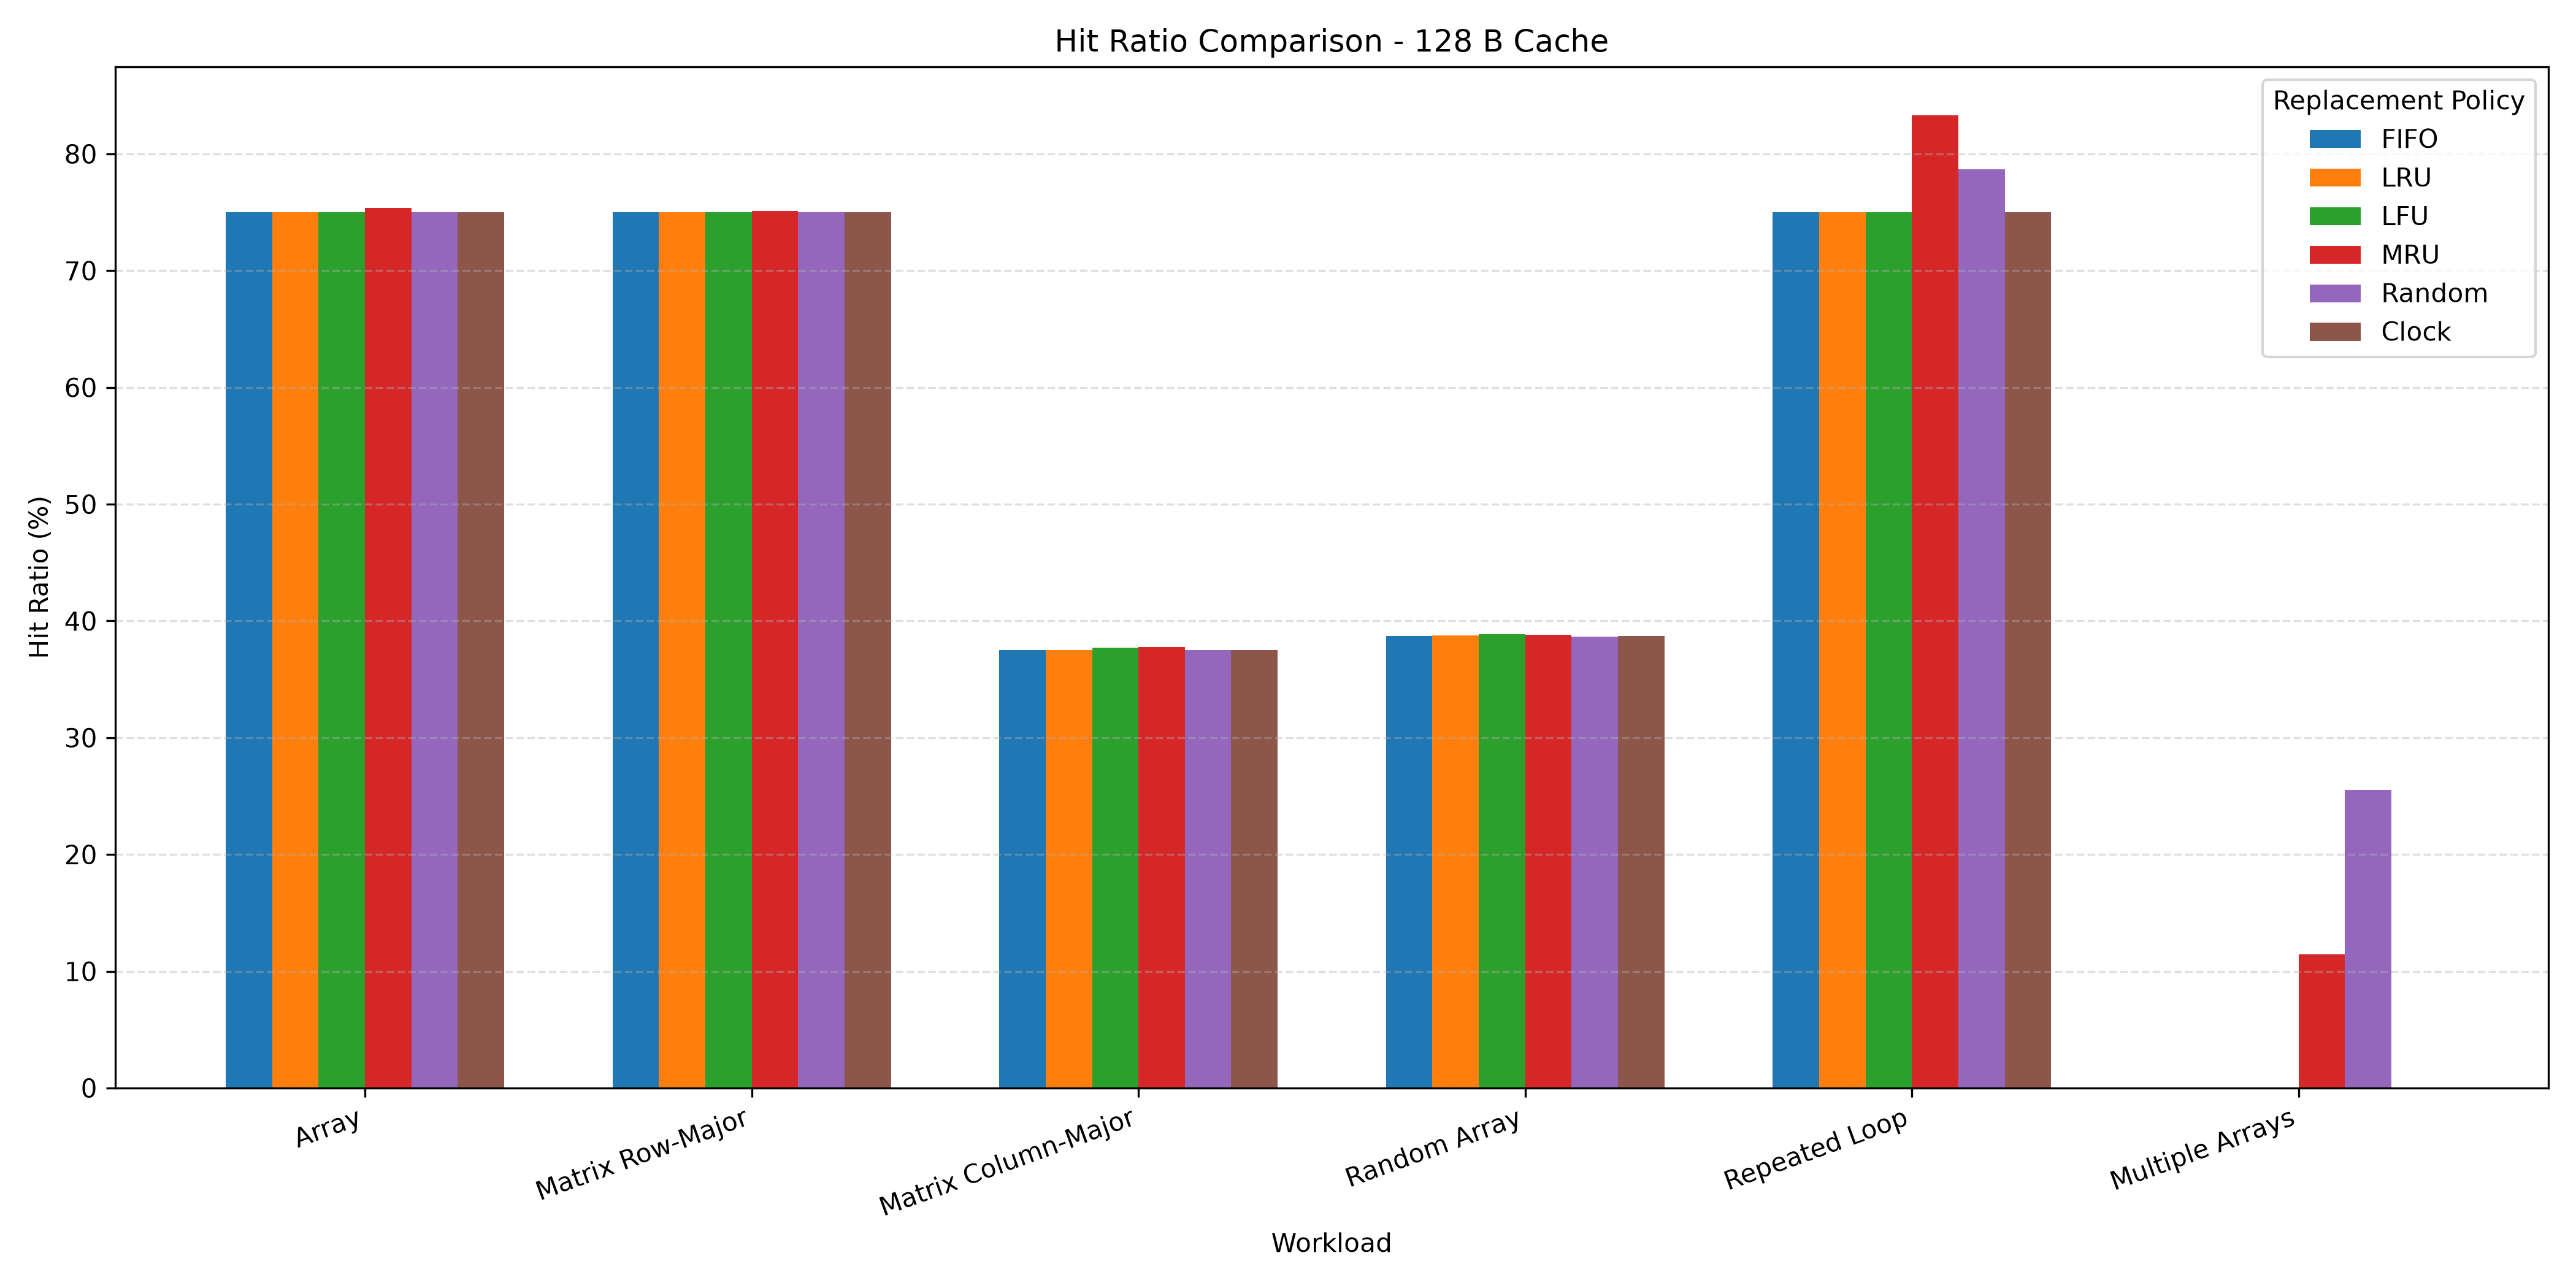 Hit Ratio Comparison - 128 B Cache
Replacement Policy
FIFO
LRU
LFU
MRU
Random
Clock
Hit Ratio (%)
80
70
60
50
40
30
20
10
0
Array
Matrix Row-Major
Matrix Column-Major
Random Array
Repeated Loop
Multiple Arrays
Workload